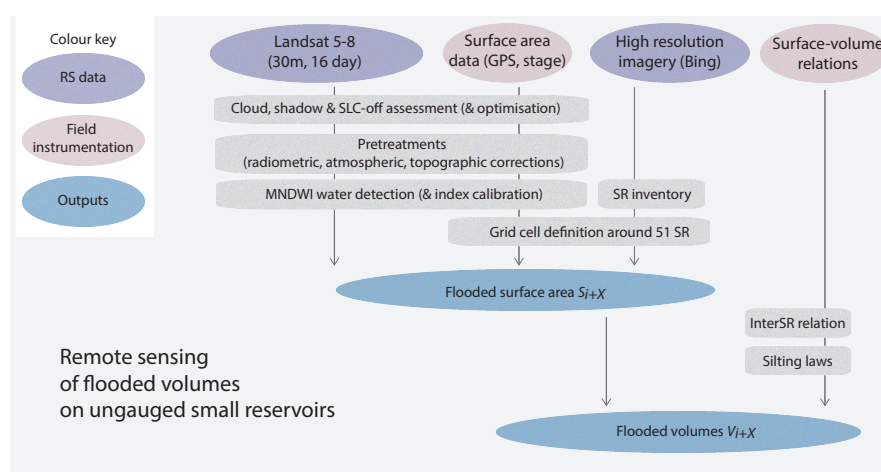 Colour key
RS data
Field
instrumentation
Outputs
Landsat 5-8
(30m, 16 day)
Surface area
data (GPS, stage)
High resolution
imagery (Bing)
Surface-volume
relations
Cloud, shadow & SLC-off assessment (& optimisation)
Pretreatments
(radiometric, atmospheric, topographic corrections)
MNDWI water detection (& index calibration)
SR inventory
Grid cell definition around 51 SR
Flooded surface area Si+X
InterSR relation
Silting laws
Remote sensing
of flooded volumes
on ungauged small reservoirs
Flooded volumes Vi+X